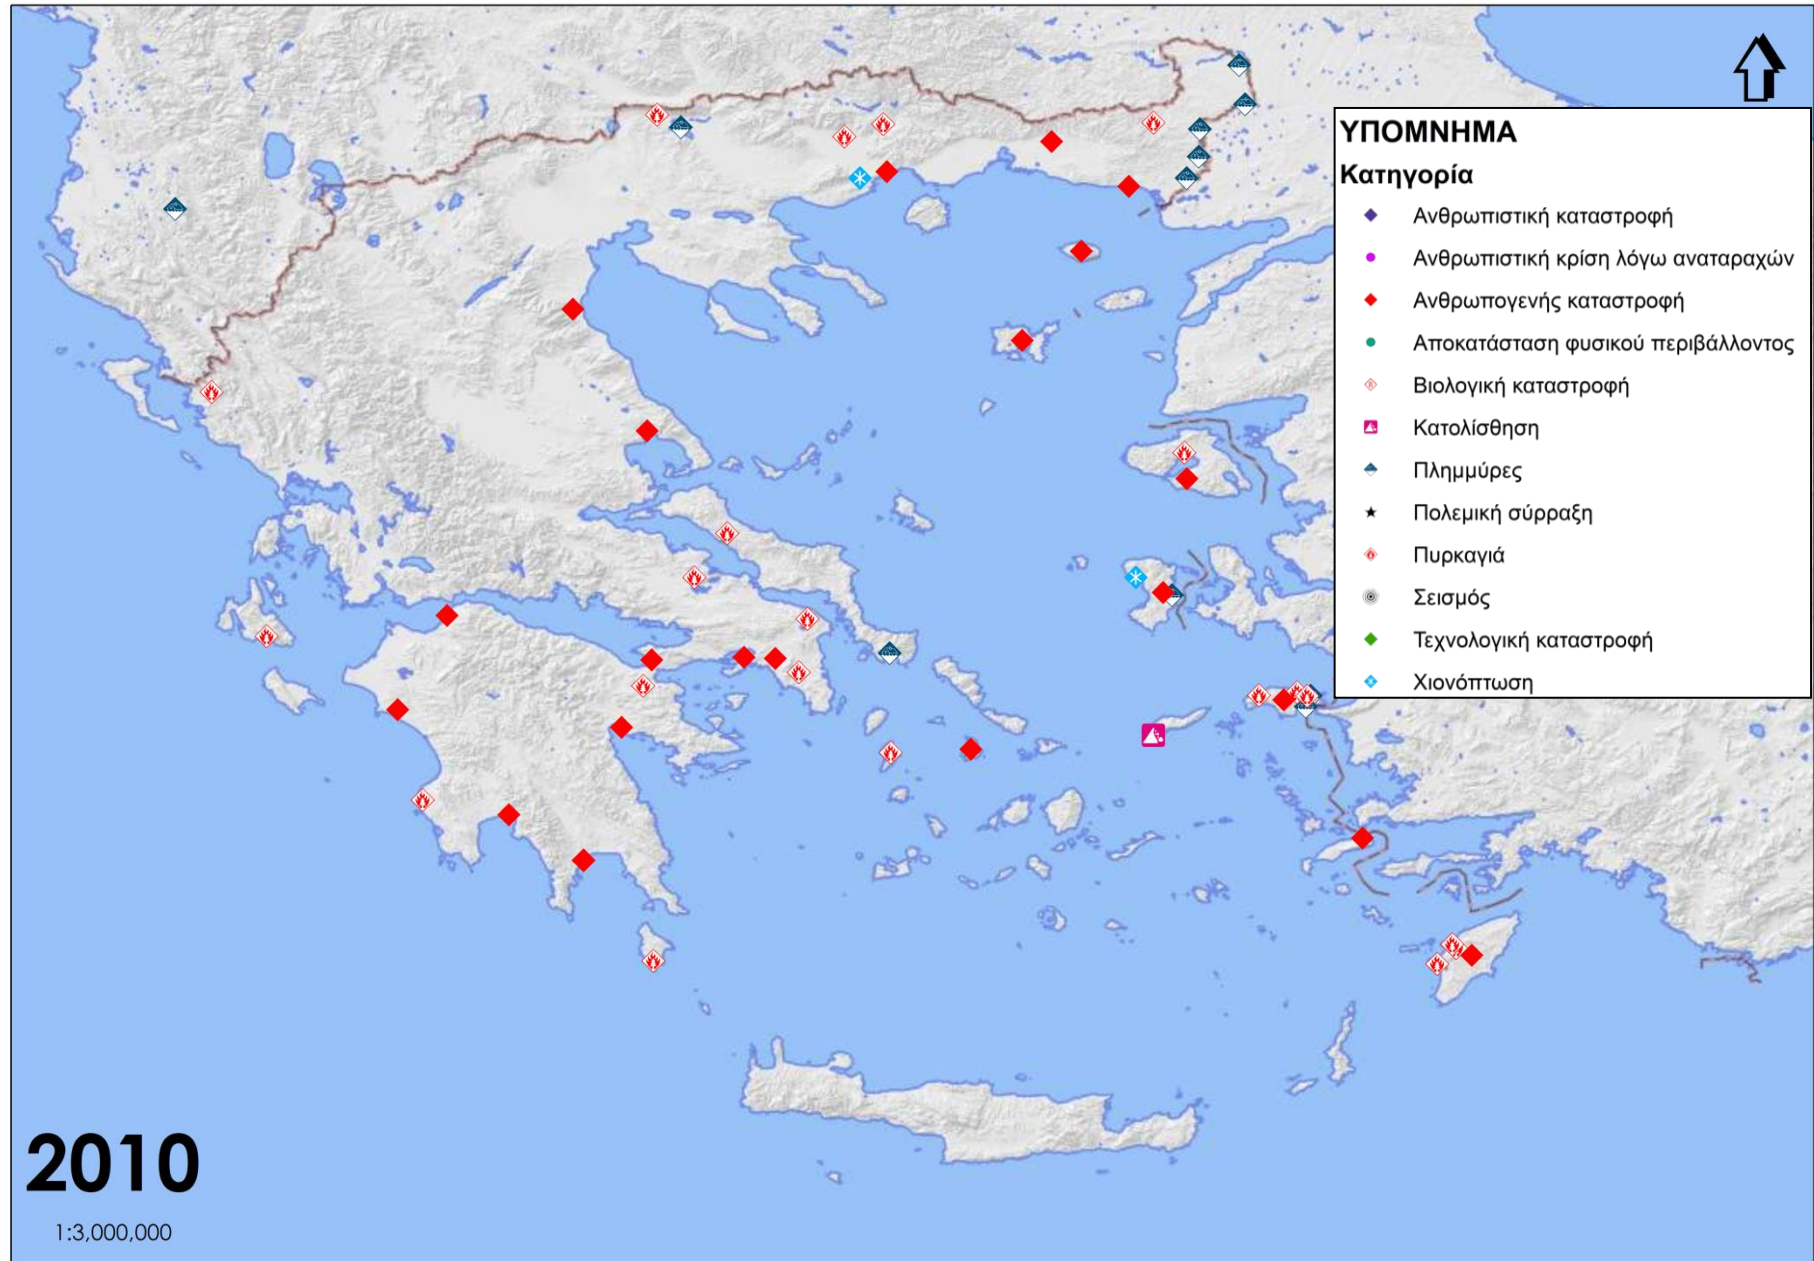 ΥΠΟΜΝΗΜΑ
Κατηγορία
Ανθρωπιστική καταστροφή
Ανθρωπιστική κρίση λόγω αναταραχών
Ανθρωπογενής καταστροφή
Αποκατάσταση φυσικού περιβάλλοντος
Βιολογική καταστροφή
Κατολίσθηση
Πλημμύρες
Πολεμική σύρραξη
Πυρκαγιά
Σεισμός
Τεχνολογική καταστροφή
Χιονόπτωση
2010
1:3,000,000